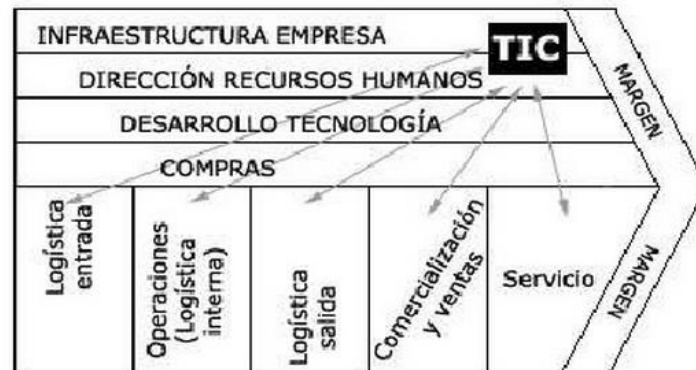 INFRAESTRUCTURA EMPRESA
TIC
DIRECCIÓN RECURSOS HUMANOS
DESARROLLO TECNOLOGÍA
COMPRAS
MARGEN
Logística
entrada
Operaciones
(Logística
interna)
Logística
salida
Comercialización
y ventas
Servicio
MARGEN